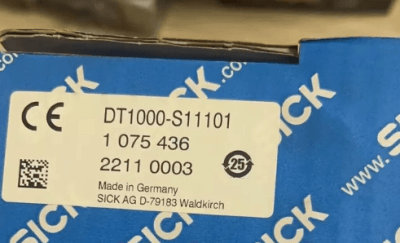 SICK
.co
CE
DT1000-S11101
1 075 436
2211 0003
25
Made in Germany
SICK AG D-79183 Waldkirch
SICK
SICK
SICK